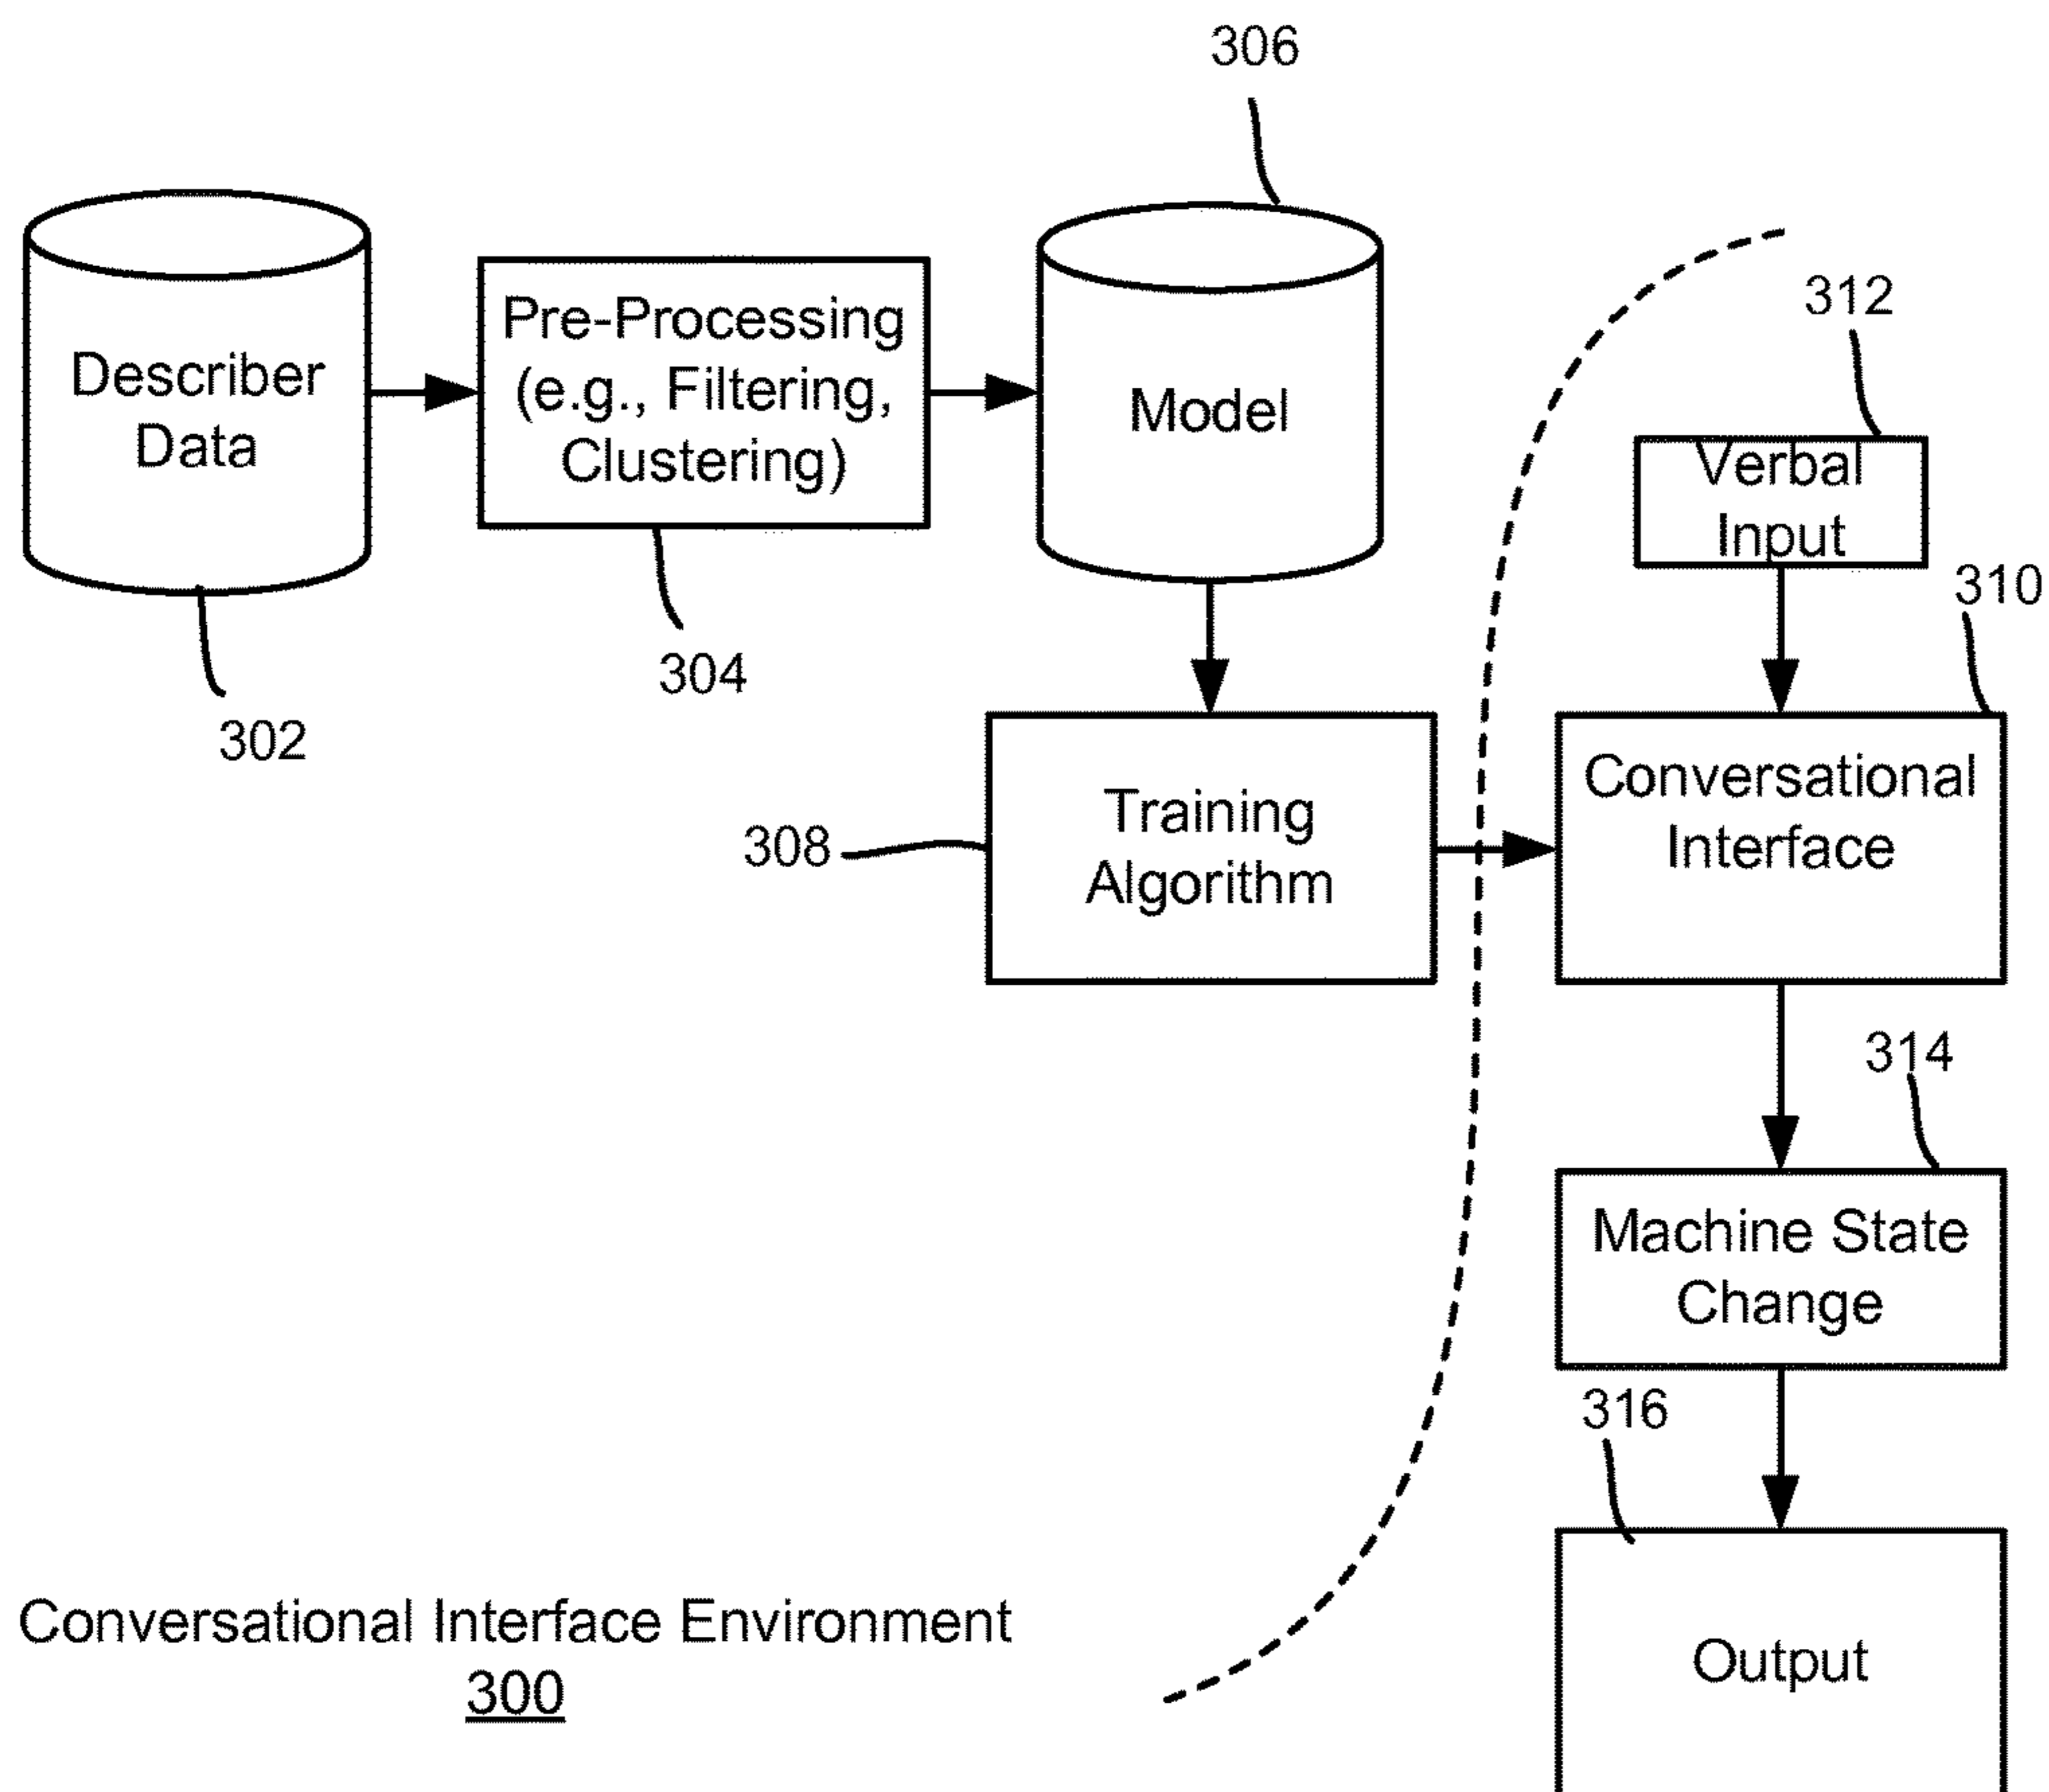 306
312
Describer
Data
Pre-Processing
(e.g., Filtering,
Clustering)
Model
Verbal
Input
310
304
302
308
Training
Algorithm
Conversational
Interface
314
Machine State
Change
316
Conversational Interface Environment
300
Output